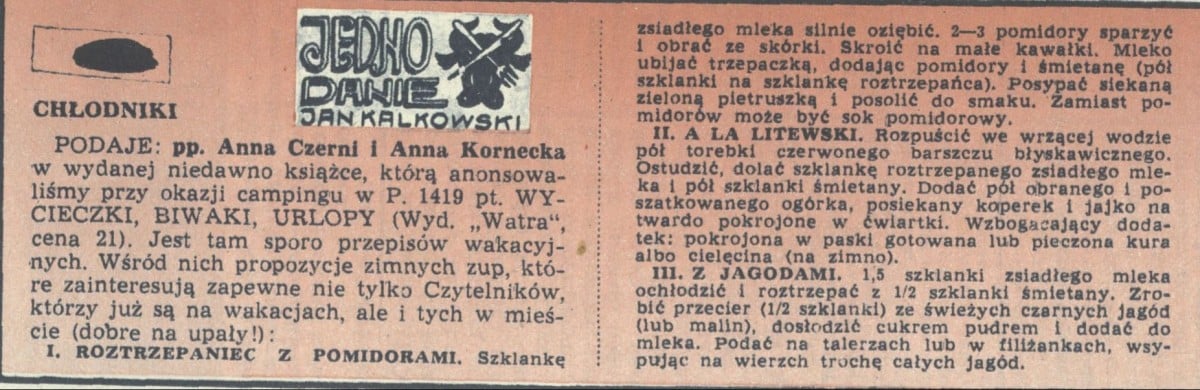 JEDNO
DANIE
JAN KALKOWSKI
CHŁODNIKI
PODAJE: pp. Anna Czerni i Anna Kornecka
w wydanej niedawno książce, którą anonsowa-
liśmy przy okazji campingu w P. 1419 pt. WY-
CIECZKI, BIWAKI, URLOPY (Wyd. „Watra“,
cena 21). Jest tam sporo przepisów wakacyj-
nych. Wśród nich propozycje zimnych zup, któ-
re zainteresują zapewne nie tylko Czytelników,
którzy już są na wakacjach, ale i tych w mieś-
cie (dobre na upały!):
I. ROZTRZEPANIEC Z POMIDORAMI. Szklankę
zsiadłego mleka silnie oziębić. 2—3 pomidory sparzyć
i obrać ze skórki. Skroić na małe kawałki. Mleko
ubijać trzepaczką, dodając pomidory i śmietanę (pół
szklanki na szklankę roztrzepańca). Posypać siekaną
zieloną pietruszką i posolić do smaku. Zamiast po-
midorów może być sok pomidorowy.
II. A LA LITEWSKI. Rozpuścić we wrzącej wodzie
pół torebki czerwonego barszczu błyskawicznego.
Ostudzić, dolać szklankę roztrzepanego zsiadłego mle-
ka i pół szklanki śmietany. Dodać pół obranego i po-
szatkowanego ogórka, posiekany koperek i jajko na
twardo pokrojone w ćwiartki. Wzbogacający doda-
tek: pokrojona w paski gotowana lub pieczona kura
albo cielęcina (na zimno).
III. Z JAGODAMI. 1,5 szklanki zsiadłego mleka
ochłodzić i roztrzepać z 1/2 szklanki śmietany. Zro-
bić przecier (1/2 szklanki) ze świeżych czarnych jagód
(lub malin), dosłodzić cukrem pudrem i dodać do
mleka. Podać na talerzach lub w filiżankach, wsy-
pując na wierzch trochę całych jagód.